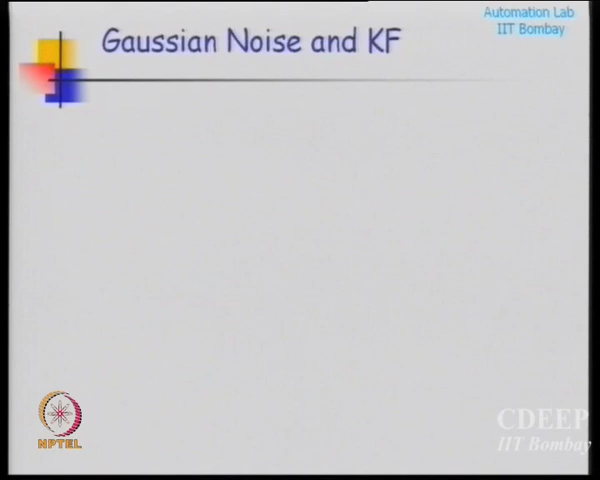 Automation Lab
IIT Bombay
Gaussian Noise and KF
NPTEL
CDEEP
IIT Bombay